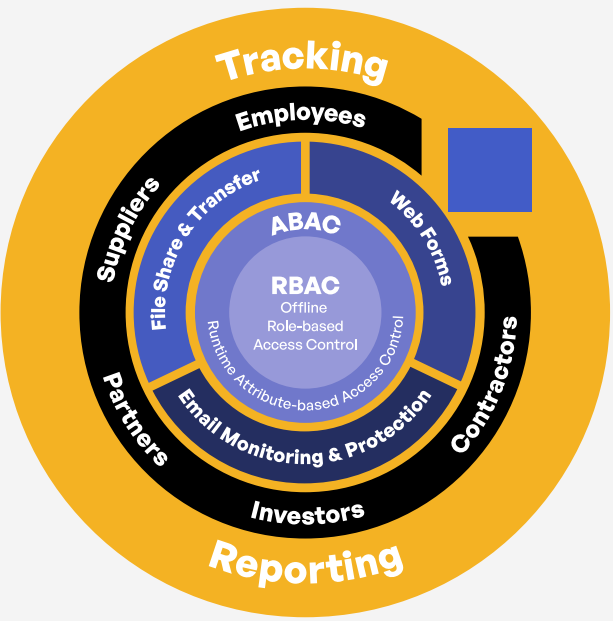 Tracking
Employees
Suppliers
File Share & Transfer
Web Forms
ABAC
RBAC
Offline
Role-based
Access Control
Runtime Attribute-based Access Control
Email Monitoring & Protection
Contractors
Partners
Investors
Reporting